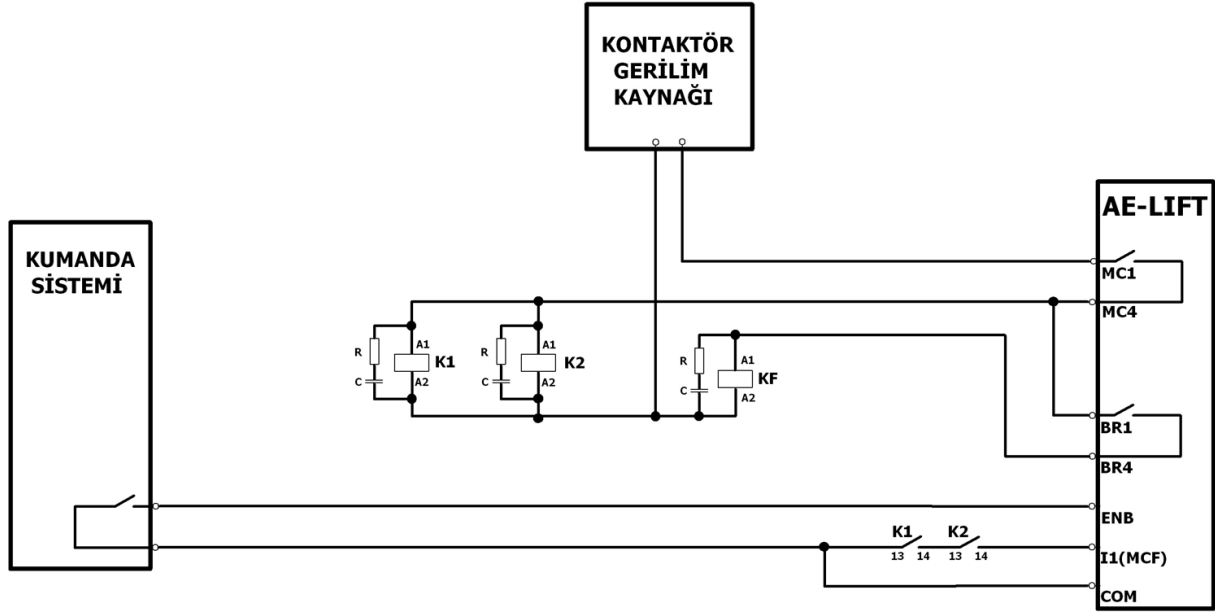 KONTAKTÖR
GERİLİM
KAYNAĞI
AE-LIFT
KUMANDA
SİSTEMİ
MC1
MC4
R
A1
K1
C
A2
R
A1
K2
C
A2
R
A1
KF
C
A2
BR1
BR4
ENB
K1
K2
13
14
13
14
I1(MCF)
COM